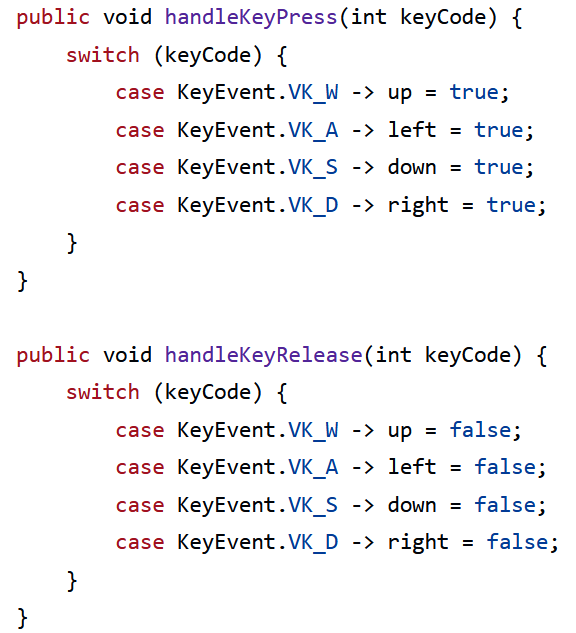 public void handleKeyPress(int keyCode) {
    switch (keyCode) {
        case KeyEvent.VK_W -> up = true;
        case KeyEvent.VK_A -> left = true;
        case KeyEvent.VK_S -> down = true;
        case KeyEvent.VK_D -> right = true;
    }
}

public void handleKeyRelease(int keyCode) {
    switch (keyCode) {
        case KeyEvent.VK_W -> up = false;
        case KeyEvent.VK_A -> left = false;
        case KeyEvent.VK_S -> down = false;
        case KeyEvent.VK_D -> right = false;
    }
}